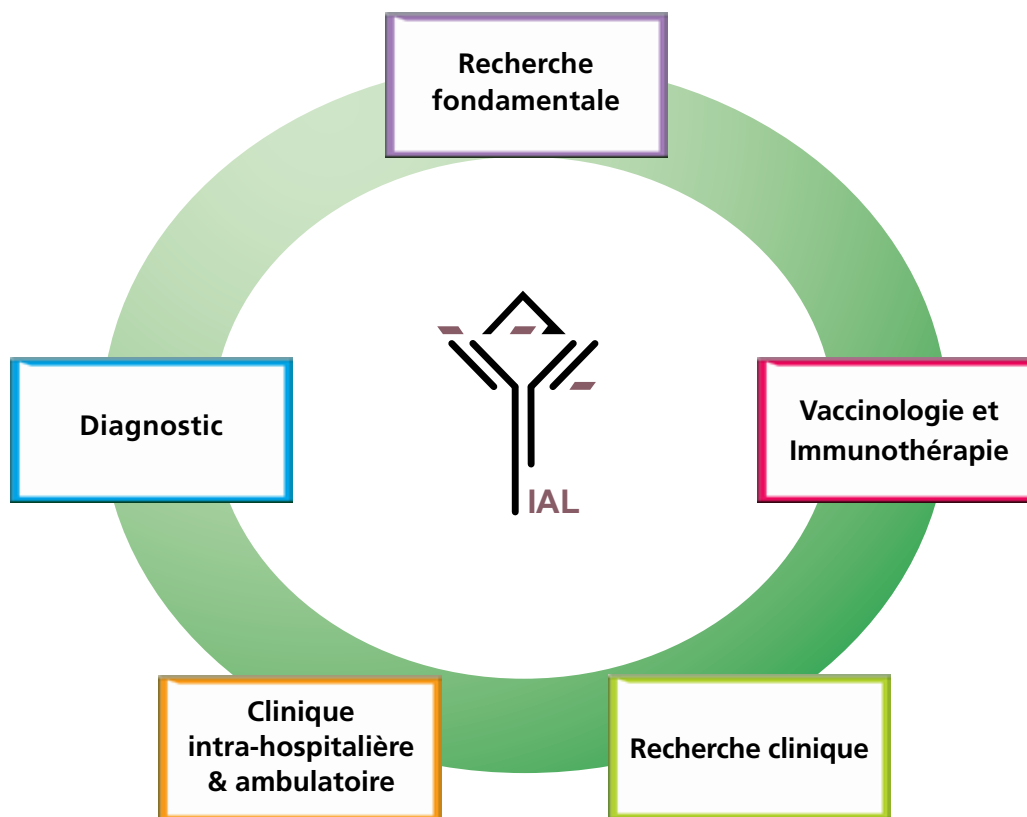 Recherche
fondamentale
Diagnostic
Vaccinologie et
Immunothérapie
IAL
Clinique
intra-hospitalière
& ambulatoire
Recherche clinique